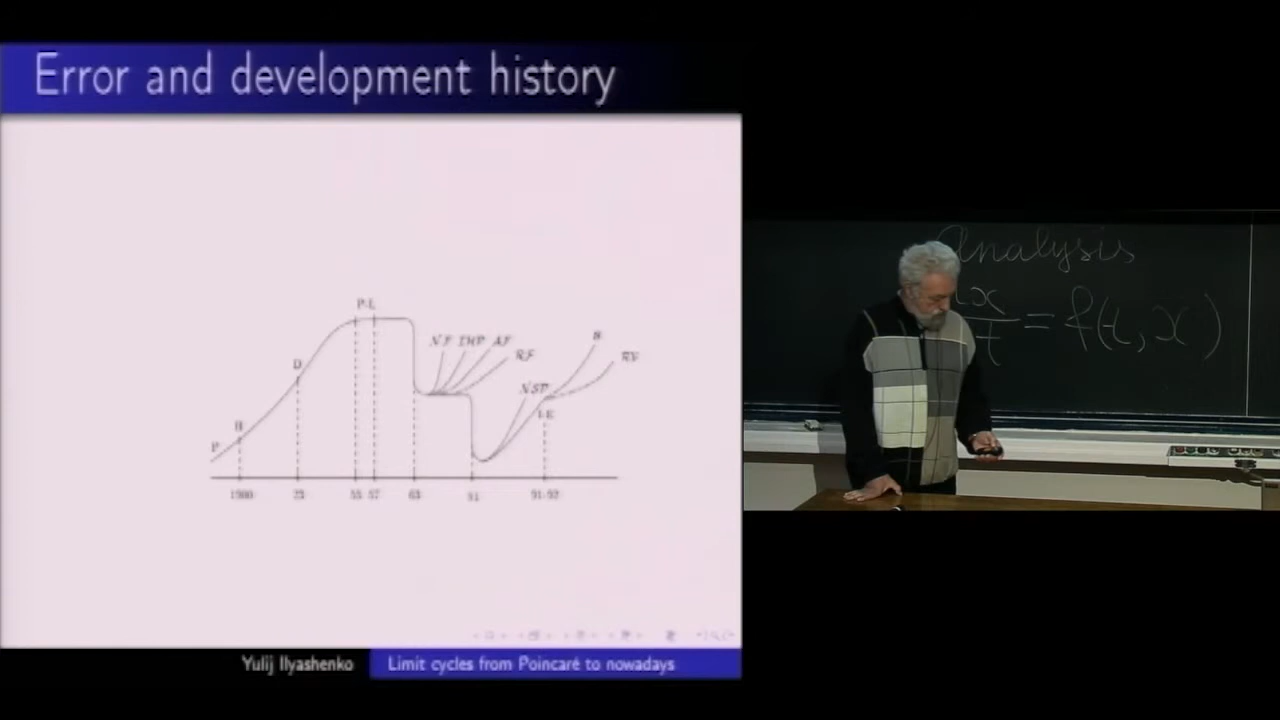 Error and development history
P-L
N.F. IHP AF
RF
D
H
P
NSP
I-E
B
1900 23 55 57 63 81 91-92
Yulij Ilyashenko
Limit cycles from Poincaré to nowadays
Analysis
= f(t, x)